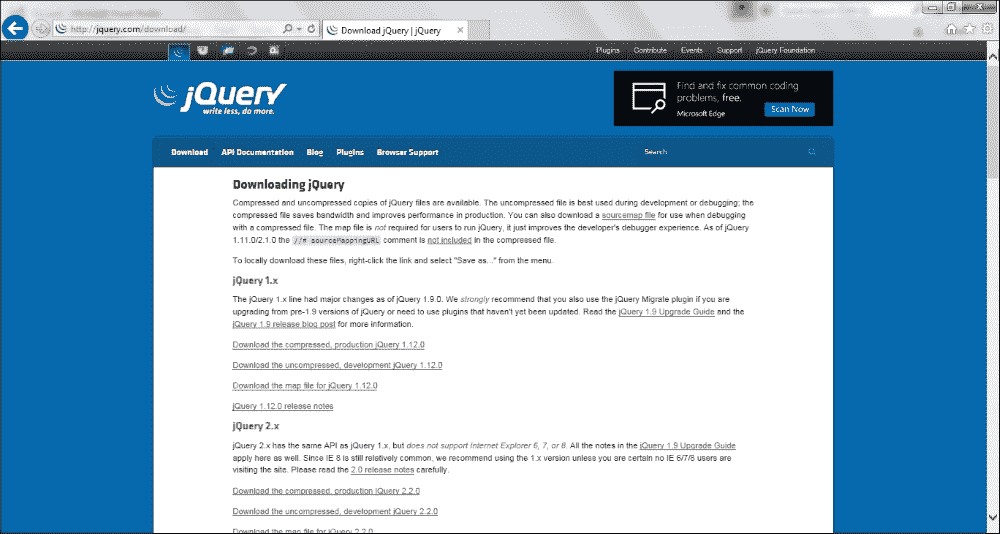 http://jquery.com/download/
Download jQuery | jQuery
Plugins Contribute Events Support jQuery Foundation
jQuery
write less, do more.
Find and fix common coding
problems, free.
Microsoft Edge
Scan Now
Download API Documentation Blog Plugins Browser Support Search
Downloading jQuery
Compressed and uncompressed copies of jQuery files are available. The uncompressed file is best used during development or debugging; the
compressed file saves bandwidth and improves performance in production. You can also download a sourcemap file for use when debugging
with a compressed file. The map file is not required for users to run jQuery, it just improves the developer's debugger experience. As of jQuery
1.11.0/2.1.0 the //# sourceMappingURL comment is not included in the compressed file.
To locally download these files, right-click the link and select "Save as..." from the menu.
jQuery 1.x
The jQuery 1.x line had major changes as of jQuery 1.9.0. We strongly recommend that you also use the jQuery Migrate plugin if you are
upgrading from pre-1.9 versions of jQuery or need to use plugins that haven't yet been updated. Read the jQuery 1.9 Upgrade Guide and the
jQuery 1.9 release blog post for more information.
Download the compressed, production jQuery 1.12.0
Download the uncompressed, development jQuery 1.12.0
Download the map file for jQuery 1.12.0
jQuery 1.12.0 release notes
jQuery 2.x
jQuery 2.x has the same API as jQuery 1.x, but does not support Internet Explorer 6, 7, or 8. All the notes in the jQuery 1.9 Upgrade Guide
apply here as well. Since IE 8 is still relatively common, we recommend using the 1.x version unless you are certain no IE 6/7/8 users are
visiting the site. Please read the 2.0 release notes carefully.
Download the compressed, production jQuery 2.2.0
Download the uncompressed, development jQuery 2.2.0
Download the map file for jQuery 2.2.0